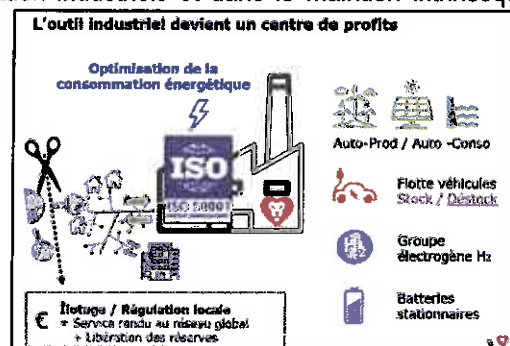 L'outil industriel devient un centre de profits
Optimisation de la
consommation énergétique
ISO
ISO 50001
Auto-Prod / Auto -Conso
Flotte véhicules
Stock / Déstock
Groupe
électrogène H2
Batteries
stationnaires
€ Îlotage / Régulation locale
+ Service rendu au réseau global
+ Libération des réserves